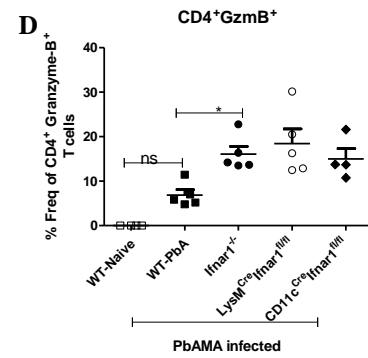 D
CD4⁺GzmB⁺
% Freq of CD4⁺ Granzyme-B⁺
T cells
40
30
20
10
0
ns
*
WT-Naive
WT-PbA
Ifnar1⁻/⁻
LysM^Cre Ifnar1^fl/fl
CD11c^Cre Ifnar1^fl/fl
PbAMA infected